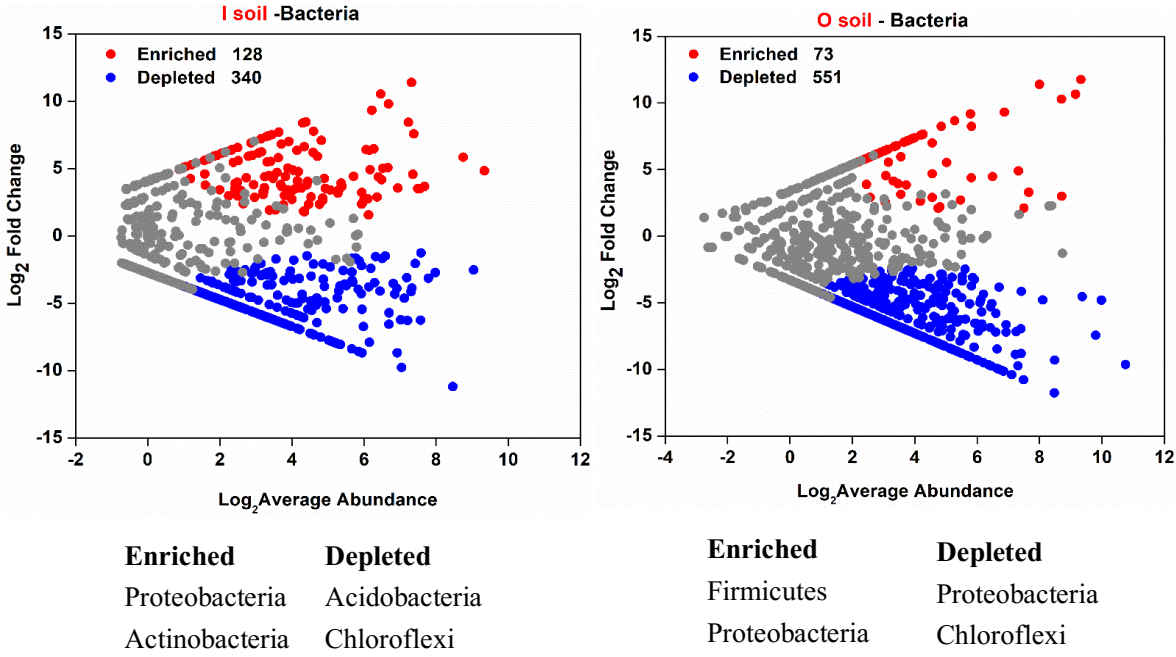 I soil -Bacteria
Enriched 128
Depleted 340
Log2 Fold Change
15
10
5
0
-5
-10
-15
-2 0 2 4 6 8 10 12
Log2Average Abundance
Enriched Depleted
Proteobacteria Acidobacteria
Actinobacteria Chloroflexi
O soil - Bacteria
Enriched 73
Depleted 551
Log2 Fold Change
15
10
5
0
-5
-10
-15
-4 -2 0 2 4 6 8 10 12
Log2Average Abundance
Enriched Depleted
Firmicutes Proteobacteria
Proteobacteria Chloroflexi